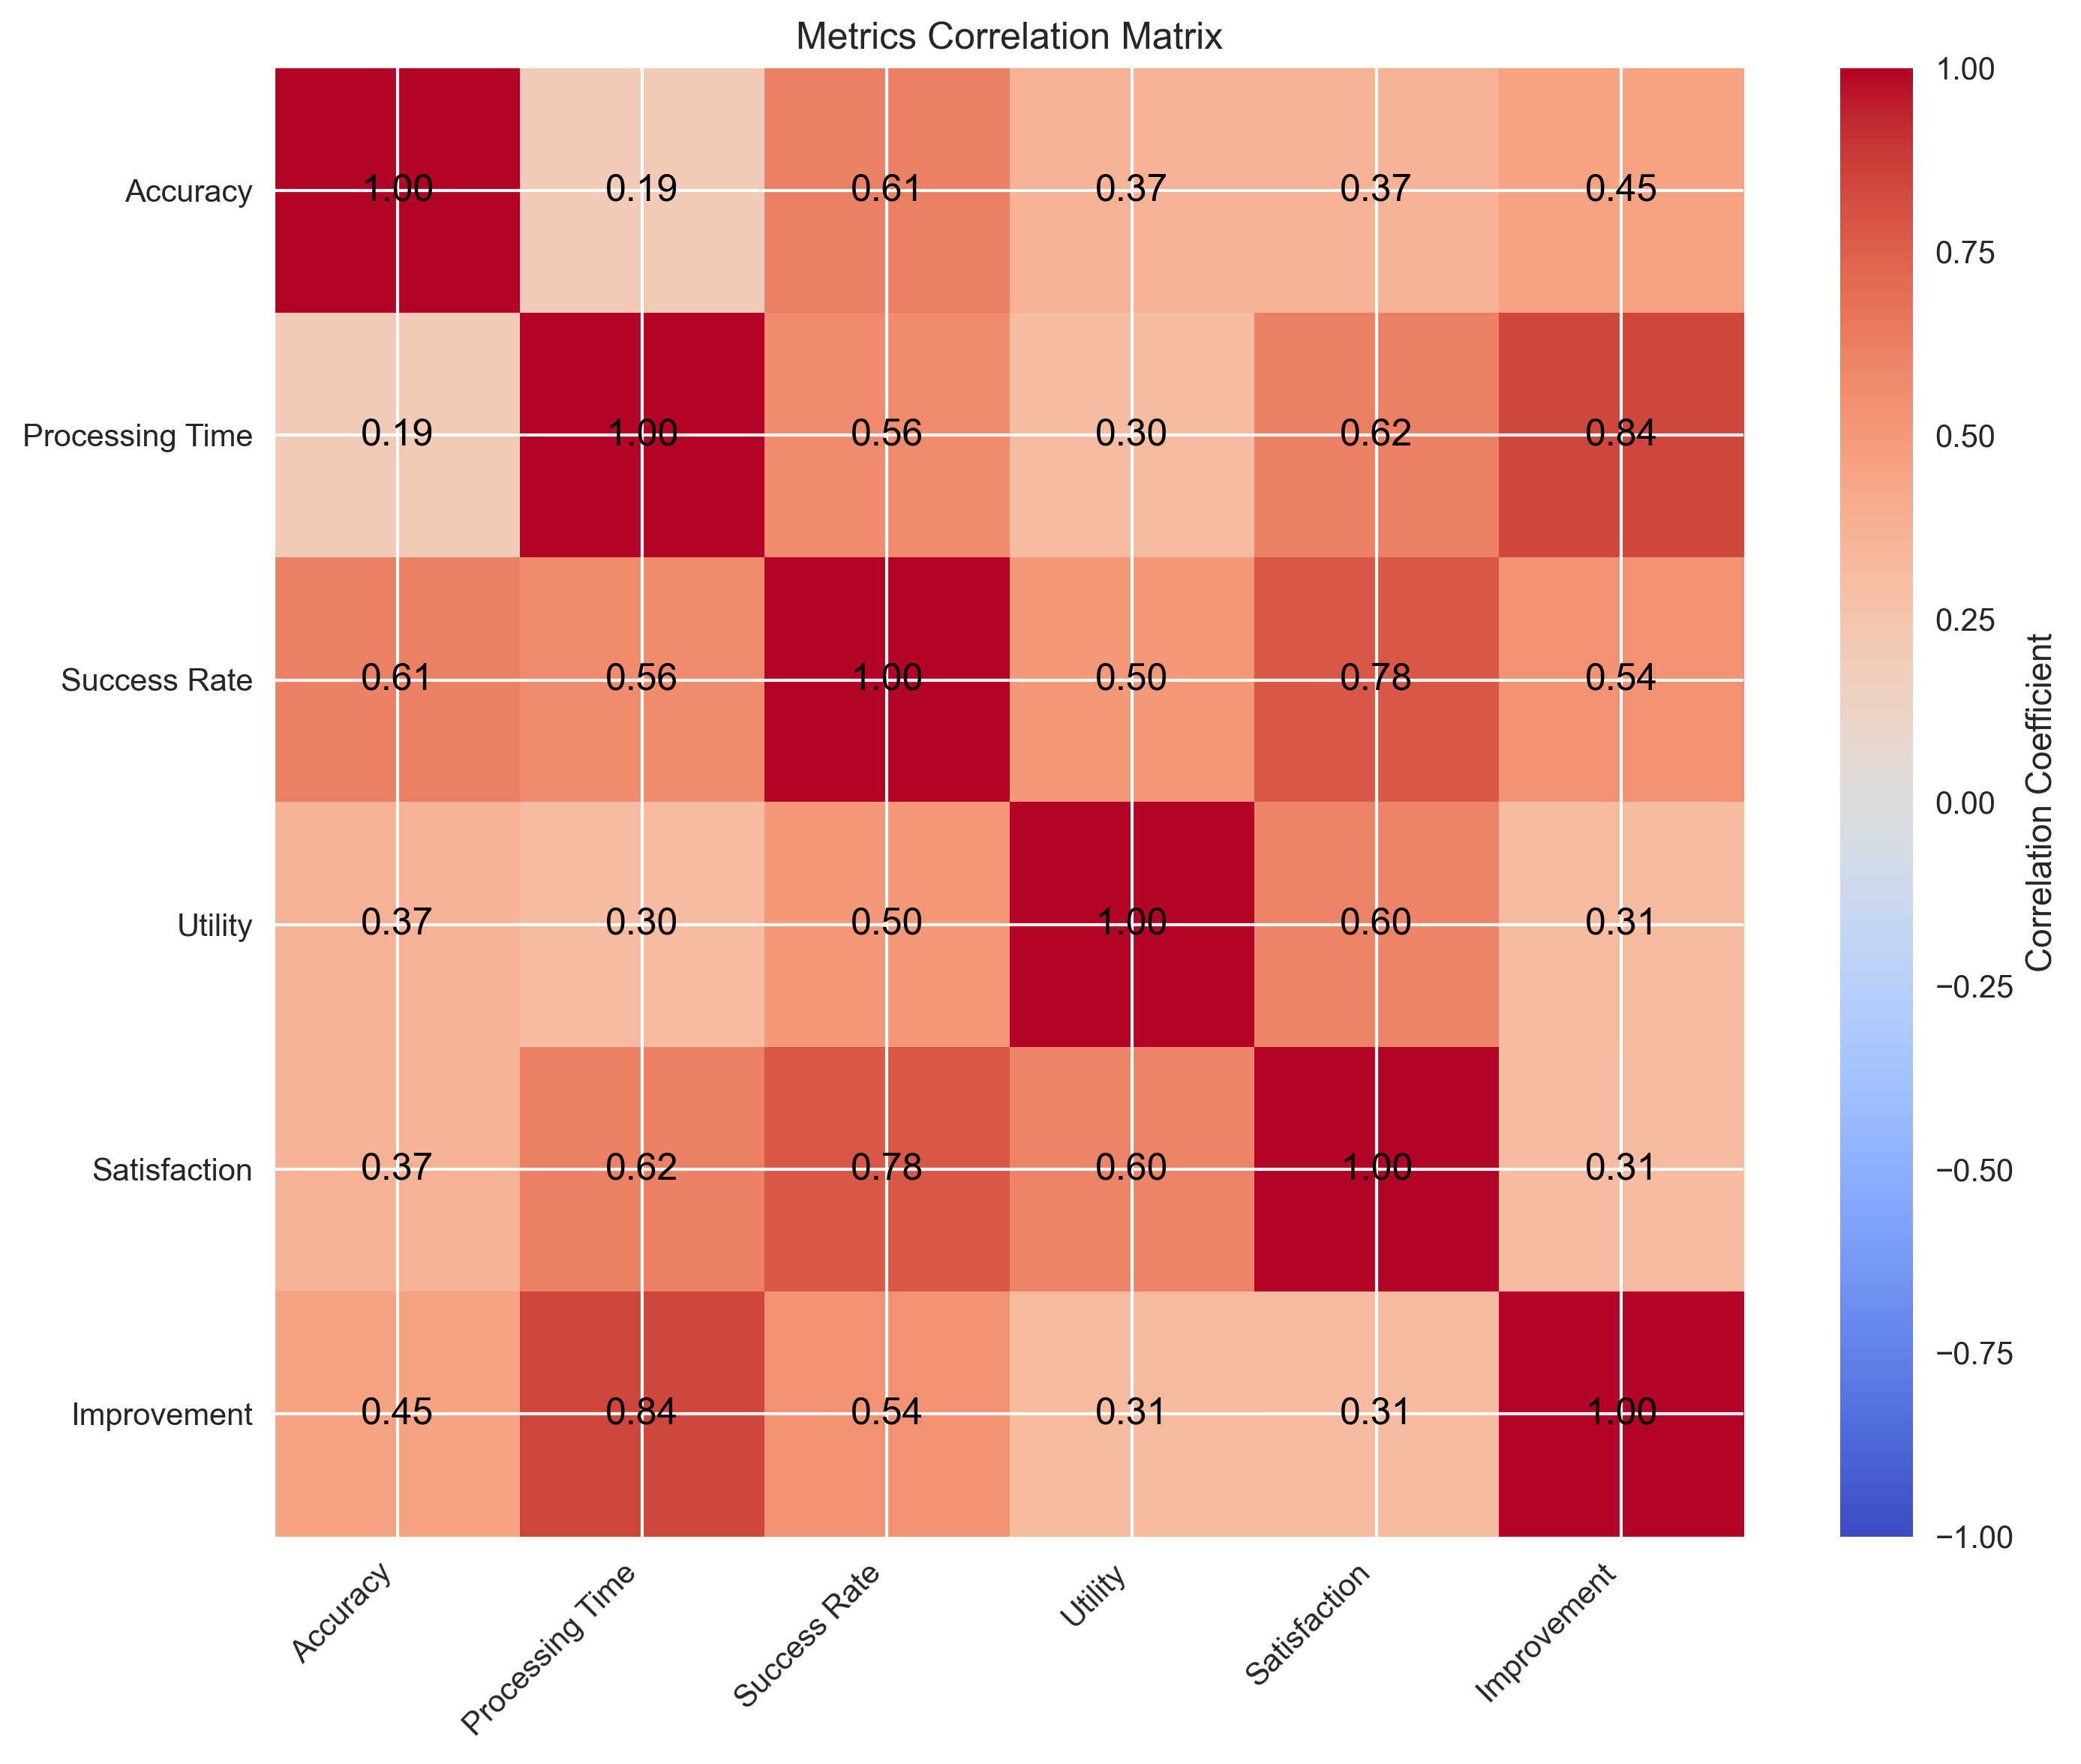 Metrics Correlation Matrix
Accuracy 1.00 0.19 0.61 0.37 0.37 0.45
Processing Time 0.19 1.00 0.56 0.30 0.62 0.84
Success Rate 0.61 0.56 1.00 0.50 0.78 0.54
Utility 0.37 0.30 0.50 1.00 0.60 0.31
Satisfaction 0.37 0.62 0.78 0.60 1.00 0.31
Improvement 0.45 0.84 0.54 0.31 0.31 1.00
Accuracy
Processing Time
Success Rate
Utility
Satisfaction
Improvement
1.00
0.75
0.50
0.25
0.00
−0.25
−0.50
−0.75
−1.00
Correlation Coefficient